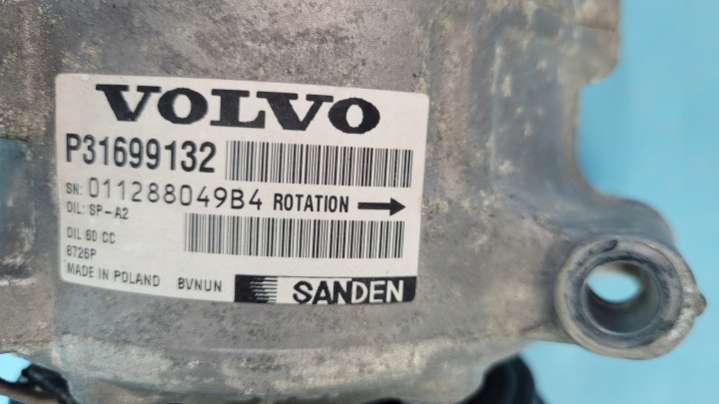 VOLVO
P31699132
SN: 011288049B4 ROTATION →
OIL: SP-A2
OIL 60 CC
8726P
MADE IN POLAND BVNUN
SANDEN